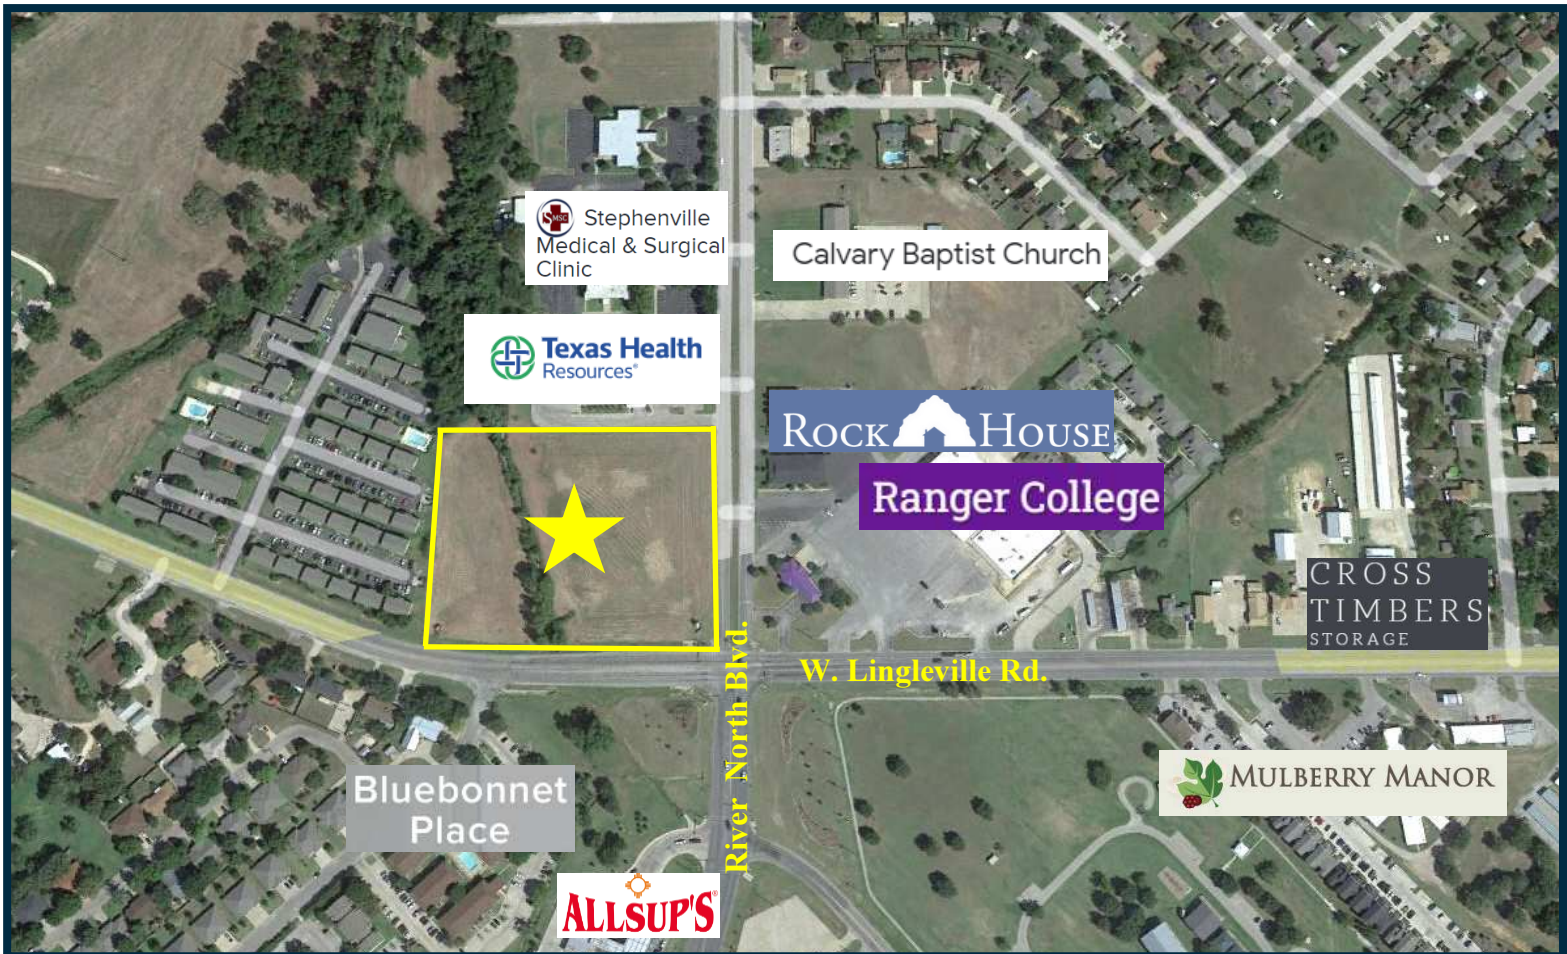 SMSC
Stephenville
Medical & Surgical
Clinic
Calvary Baptist Church
Texas Health
Resources®
ROCK HOUSE
Ranger College
CROSS
TIMBERS
STORAGE
W. Lingleville Rd.
River North Blvd.
Bluebonnet
Place
MULBERRY MANOR
ALLSUP'S®